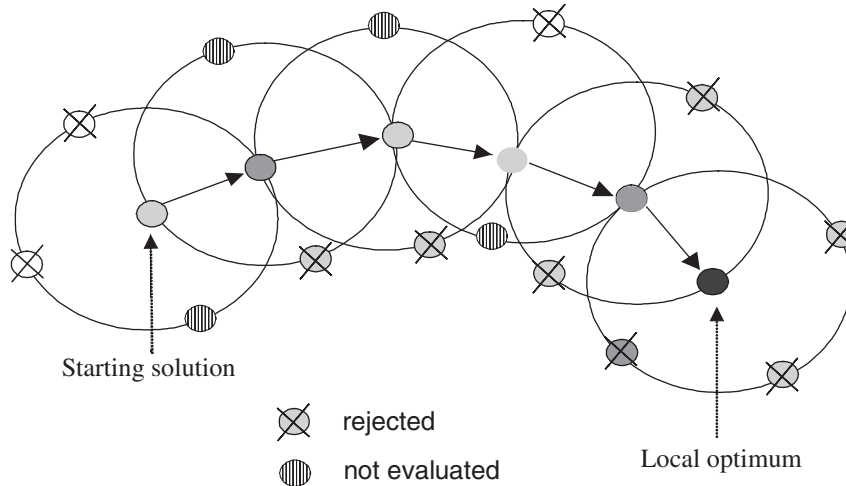 Starting solution
rejected
Local optimum
not evaluated